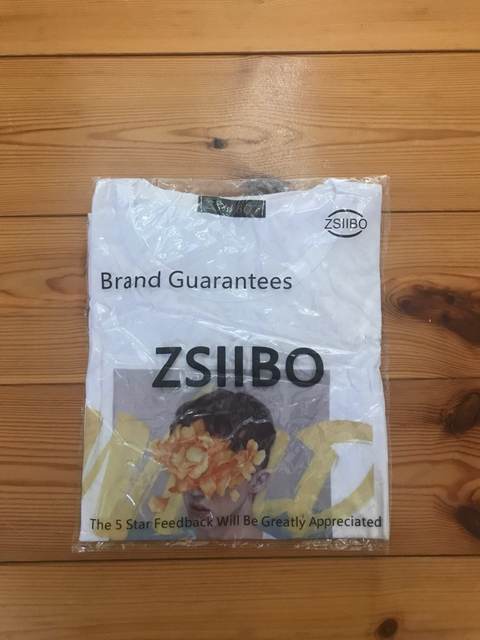 ZSIIBO
Brand Guarantees
ZSIIBO
The 5 Star Feedback Will Be Greatly Appreciated